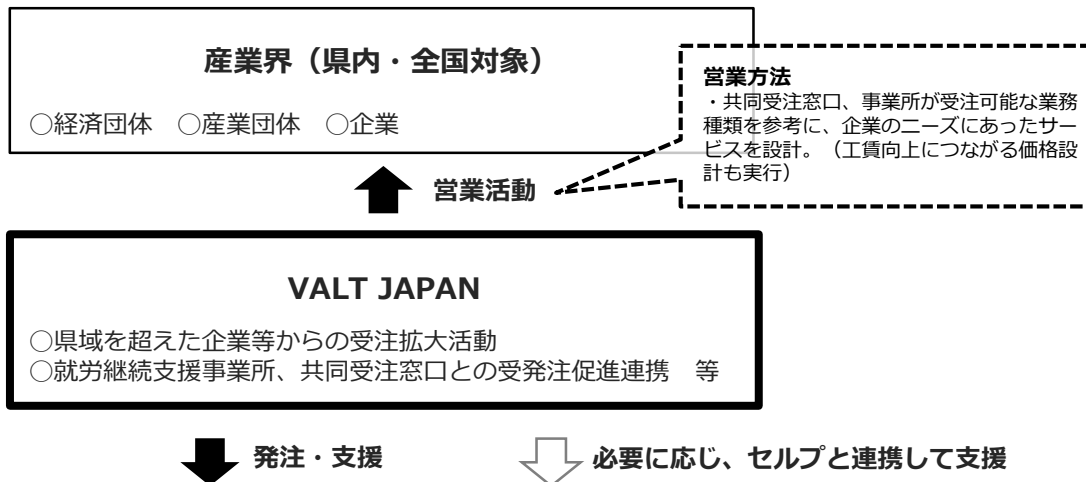 産業界（県内・全国対象）
○経済団体　○産業団体　○企業
営業方法
・共同受注窓口、事業所が受注可能な業務
種類を参考に、企業のニーズにあったサー
ビスを設計。（工賃向上につながる価格設
計も実行）
営業活動
VALT JAPAN
○県域を超えた企業等からの受注拡大活動
○就労継続支援事業所、共同受注窓口との受発注促進連携　等
発注・支援
必要に応じ、セルプと連携して支援